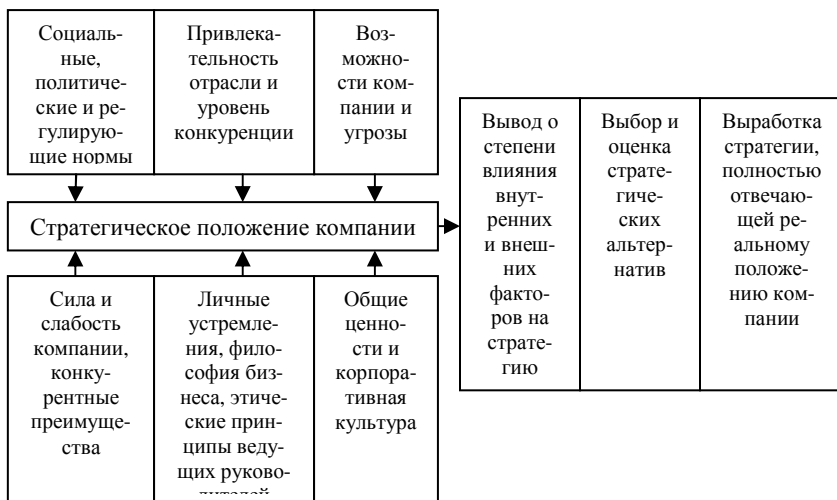 Социаль-
ные,
политиче-
ские и ре-
гулирую-
щие нормы
Привлека-
тельность
отрасли и
уровень
конкуренции
Воз-
можно-
сти ком-
пании и
угрозы
Стратегическое положение компании
Сила и
слабость
компании,
конку-
рентные
преимуще-
ства
Личные
устремле-
ния, фило-
софия биз-
неса, этиче-
ские прин-
ципы веду-
щих руково-
дителей
Общие
ценно-
сти и
корпора-
тивная
культура
Вывод о
степени
влияния
внут-
ренних
и внеш-
них
факто-
ров на
страте-
гию
Выбор и
оценка
страте-
гиче-
ских
альтер-
натив
Выработка
стратегии,
полностью
отвечаю-
щей ре-
альному
положе-
нию ком-
пании